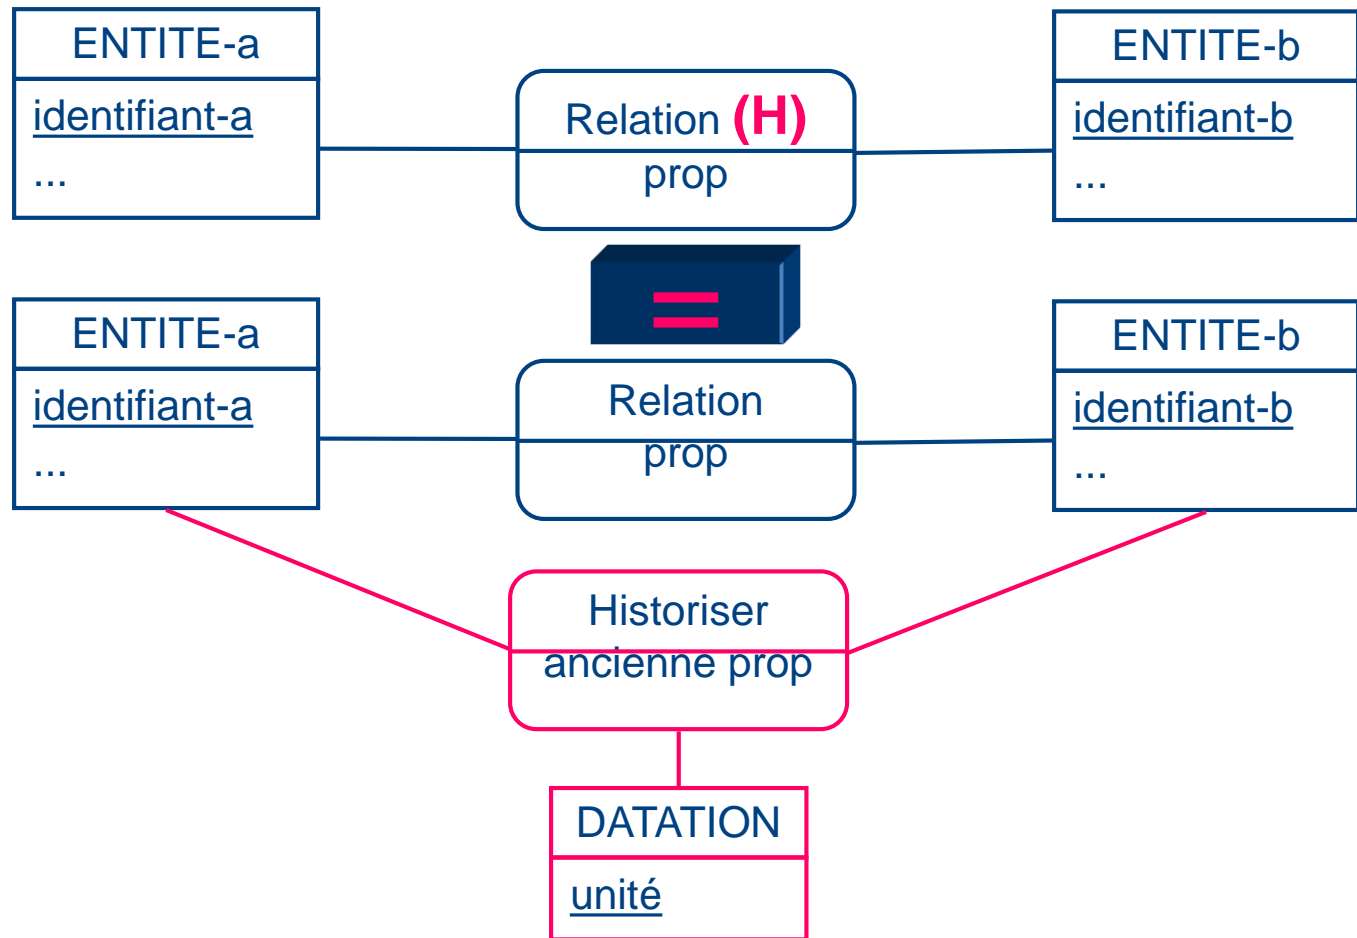 ENTITE-a
identifiant-a
...
Relation (H)
prop
ENTITE-b
identifiant-b
...
=
ENTITE-a
identifiant-a
...
Relation
prop
ENTITE-b
identifiant-b
...
Historiser
ancienne prop
DATATION
unité